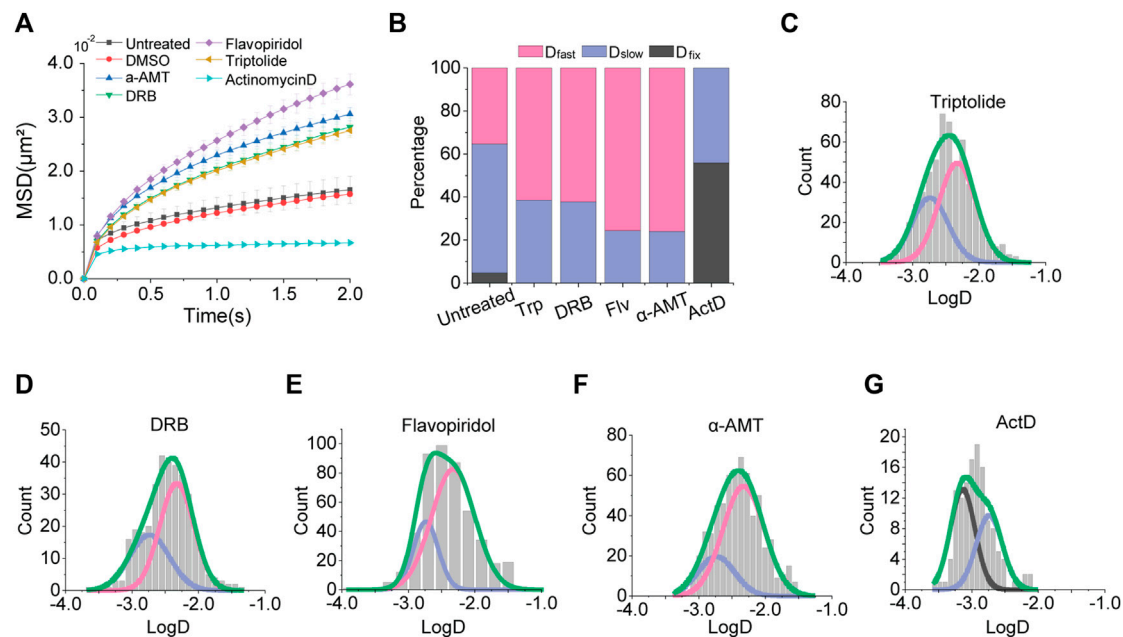 A
10⁻²
Untreated
DMSO
a-AMT
DRB
Flavopiridol
Triptolide
ActinomycinD
4.0
3.0
2.0
1.0
0.0
MSD(μm²)
0.0 0.5 1.0 1.5 2.0
Time(s)
B
Dfast Dslow Dfix
100
80
60
40
20
0
Percentage
Untreated Trp DRB Flv α-AMT ActD
C
Triptolide
80
60
40
20
0
Count
-4.0 -3.0 -2.0 -1.0
LogD
D
DRB
50
40
30
20
10
0
Count
-4.0 -3.0 -2.0 -1.0
LogD
E
Flavopiridol
100
80
60
40
20
0
Count
-4.0 -3.0 -2.0 -1.0
LogD
F
α-AMT
80
60
40
20
0
Count
-4.0 -3.0 -2.0 -1.0
LogD
G
ActD
20
16
12
8
4
0
Count
-4.0 -3.0 -2.0 -1.0
LogD